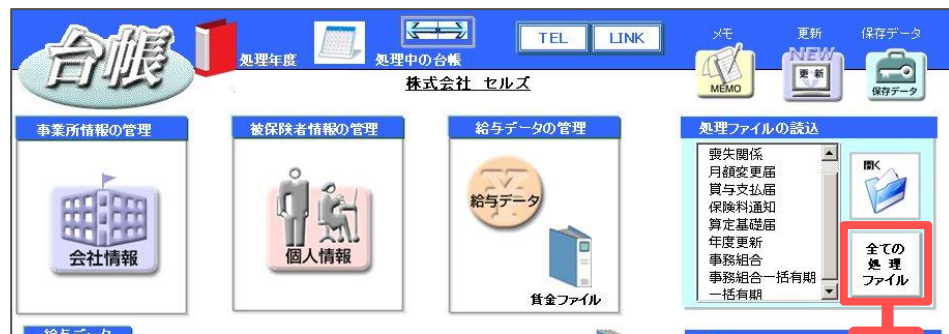 台帳
処理年度
処理中の台帳
TEL
LINK
メモ
更新
保存データ
MEMO
NEW
更新
保存データ
株式会社 セルズ
事業所情報の管理
被保険者情報の管理
給与データの管理
処理ファイルの読込
会社情報
個人情報
給与データ
賃金ファイル
喪失関係
月額変更届
賞与支払届
保険料通知
算定基礎届
年度更新
事務組合
事務組合一括有期
一括有期
開く
全ての
処 理
ファイル
給与データ